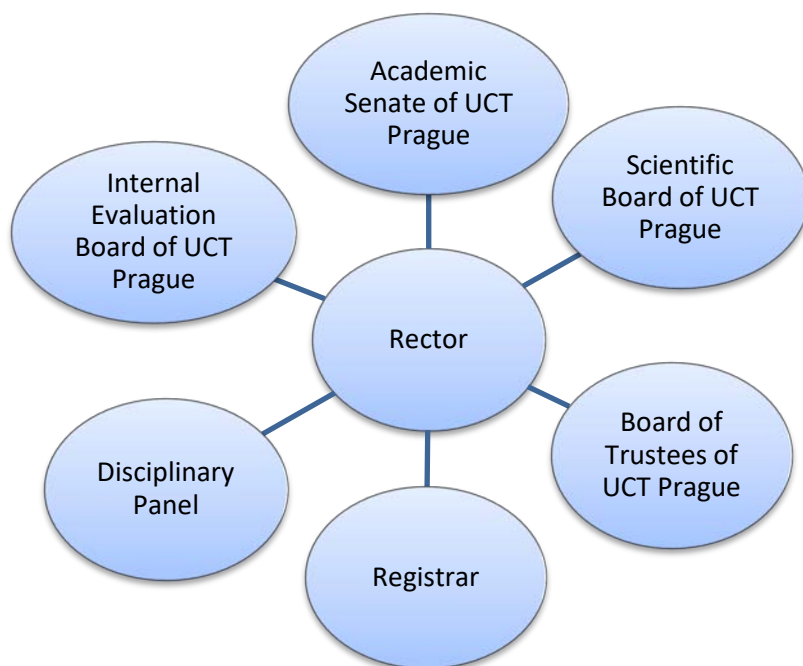 Academic
Senate of UCT
Prague
Scientific
Board of UCT
Prague
Internal
Evaluation
Board of UCT
Prague
Rector
Board of
Trustees of
UCT Prague
Disciplinary
Panel
Registrar